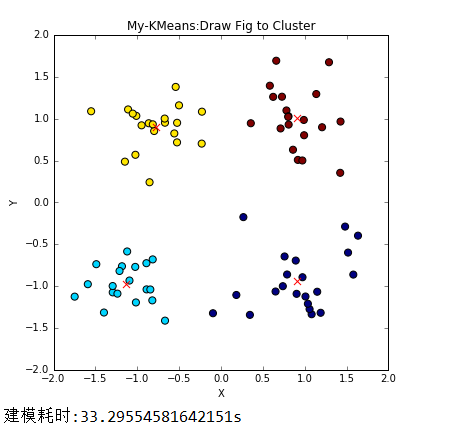 My-KMeans:Draw Fig to Cluster
2.0
1.5
1.0
0.5
0.0
−0.5
−1.0
−1.5
−2.0
Y
−2.0 −1.5 −1.0 −0.5 0.0 0.5 1.0 1.5 2.0
X
建模耗时:33.29554581642151s